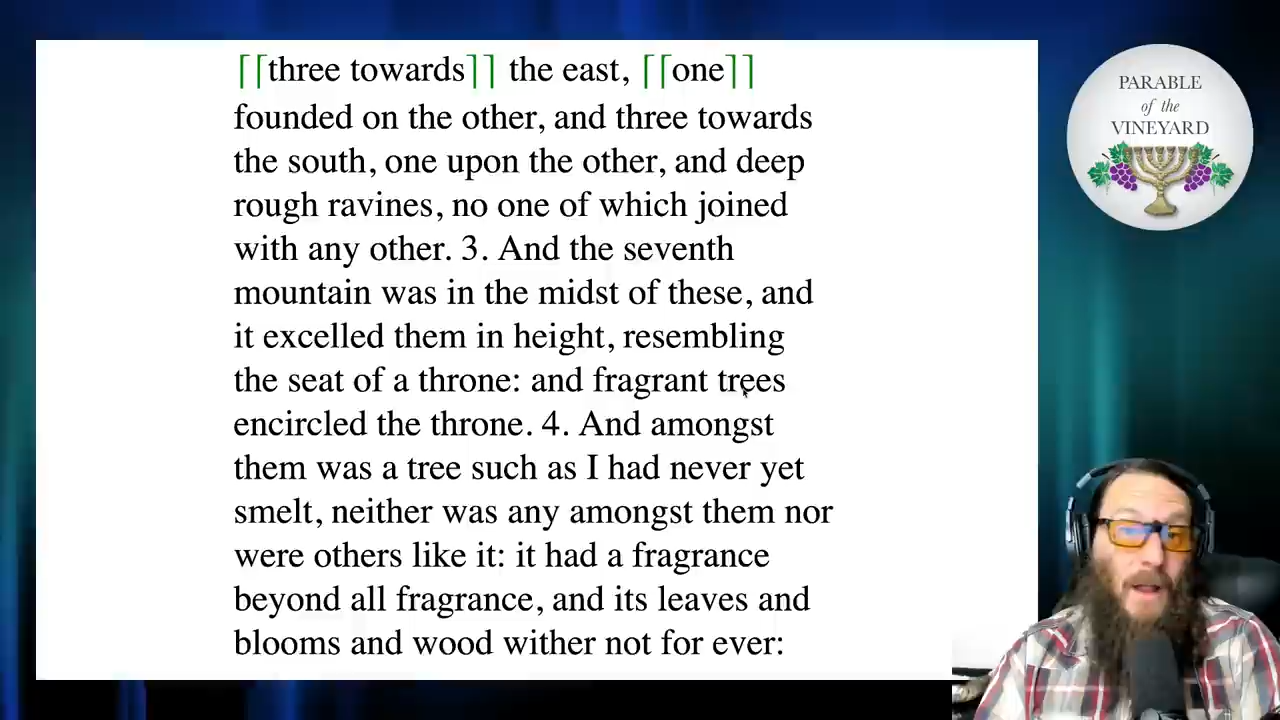 ⌈⌈three towards⌉⌉ the east, ⌈⌈one⌉⌉
founded on the other, and three towards
the south, one upon the other, and deep
rough ravines, no one of which joined
with any other. 3. And the seventh
mountain was in the midst of these, and
it excelled them in height, resembling
the seat of a throne: and fragrant trees
encircled the throne. 4. And amongst
them was a tree such as I had never yet
smelt, neither was any amongst them nor
were others like it: it had a fragrance
beyond all fragrance, and its leaves and
blooms and wood wither not for ever:
PARABLE
of the
VINEYARD